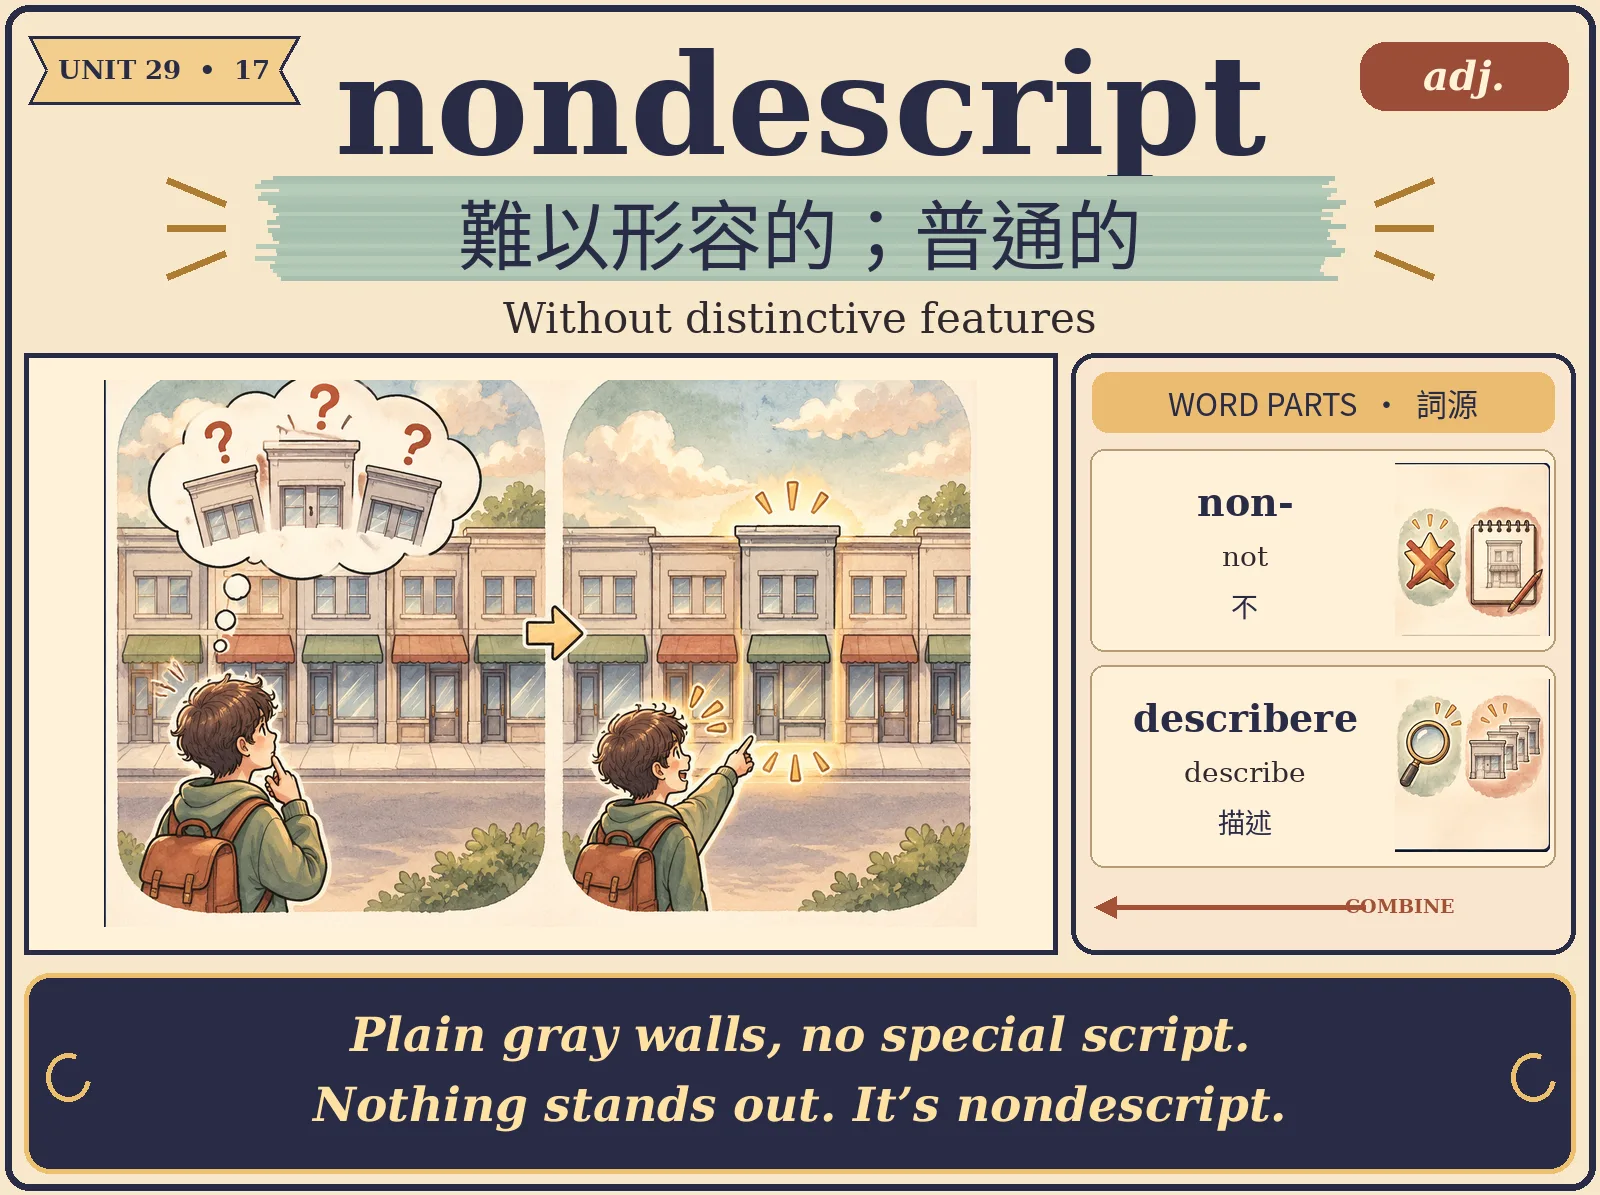 UNIT 29 • 17
nondescript
adj.
難以形容的；普通的
Without distinctive features
? ? ?
WORD PARTS • 詞源
non-
not
不
describere
describe
描述
COMBINE
Plain gray walls, no special script.
Nothing stands out. It’s nondescript.